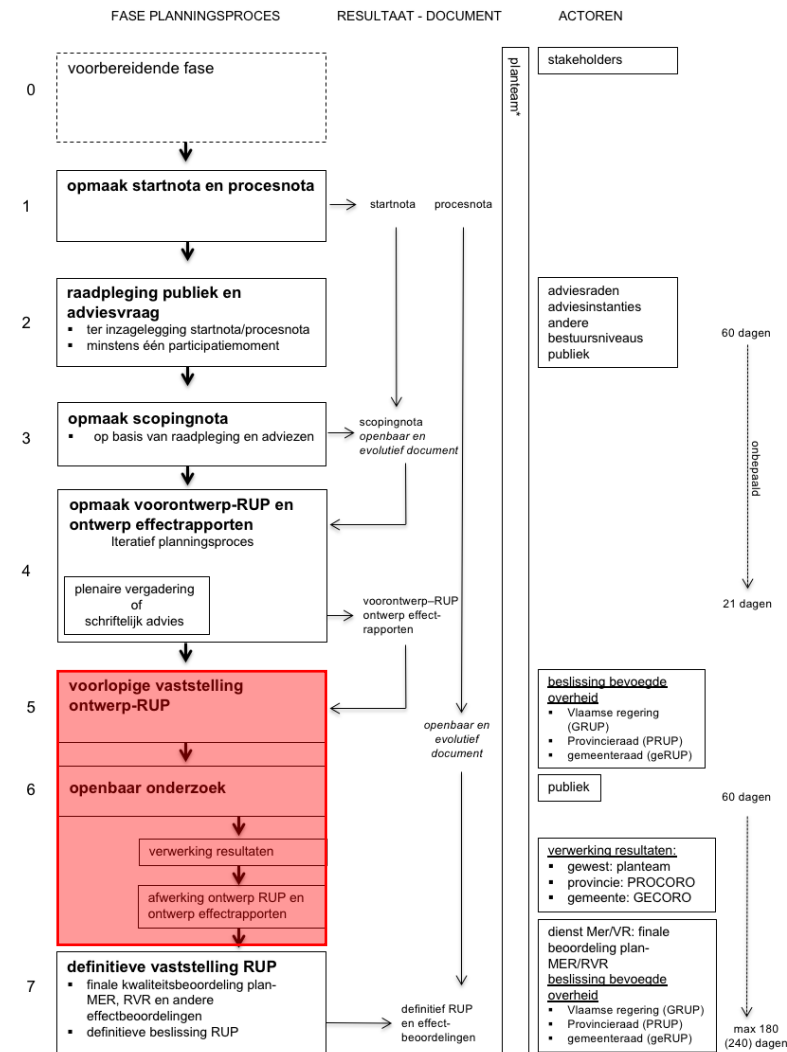 FASE PLANNINGSPROCES
RESULTAAT - DOCUMENT
ACTOREN
planteam*
0
voorbereidende fase
stakeholders
1
opmaak startnota en procesnota
startnota
procesnota
2
raadpleging publiek en
adviesvraag
▪ ter inzagelegging startnota/procesnota
▪ minstens één participatiemoment
adviesraden
adviesinstanties
andere
bestuursniveaus
publiek
60 dagen
3
opmaak scopingnota
▪ op basis van raadpleging en adviezen
scopingnota
openbaar en
evolutief document
onbepaald
4
opmaak voorontwerp-RUP en
ontwerp effectrapporten
Iteratief planningsproces
plenaire vergadering
of
schriftelijk advies
voorontwerp–RUP
ontwerp effect-
rapporten
21 dagen
5
voorlopige vaststelling
ontwerp-RUP
openbaar en
evolutief
document
beslissing bevoegde
overheid
▪ Vlaamse regering
(GRUP)
▪ Provincieraad (PRUP)
▪ gemeenteraad (geRUP)
6
openbaar onderzoek
publiek
60 dagen
verwerking resultaten
verwerking resultaten:
▪ gewest: planteam
▪ provincie: PROCORO
▪ gemeente: GECORO
afwerking ontwerp RUP en
ontwerp effectrapporten
7
definitieve vaststelling RUP
▪ finale kwaliteitsbeoordeling plan-
MER, RVR en andere
effectbeoordelingen
▪ definitieve beslissing RUP
definitief RUP
en effect-
beoordelingen
dienst Mer/VR: finale
beoordeling plan-
MER/RVR
beslissing bevoegde
overheid
▪ Vlaamse regering (GRUP)
▪ Provincieraad (PRUP)
▪ gemeenteraad (geRUP)
max 180
(240) dagen